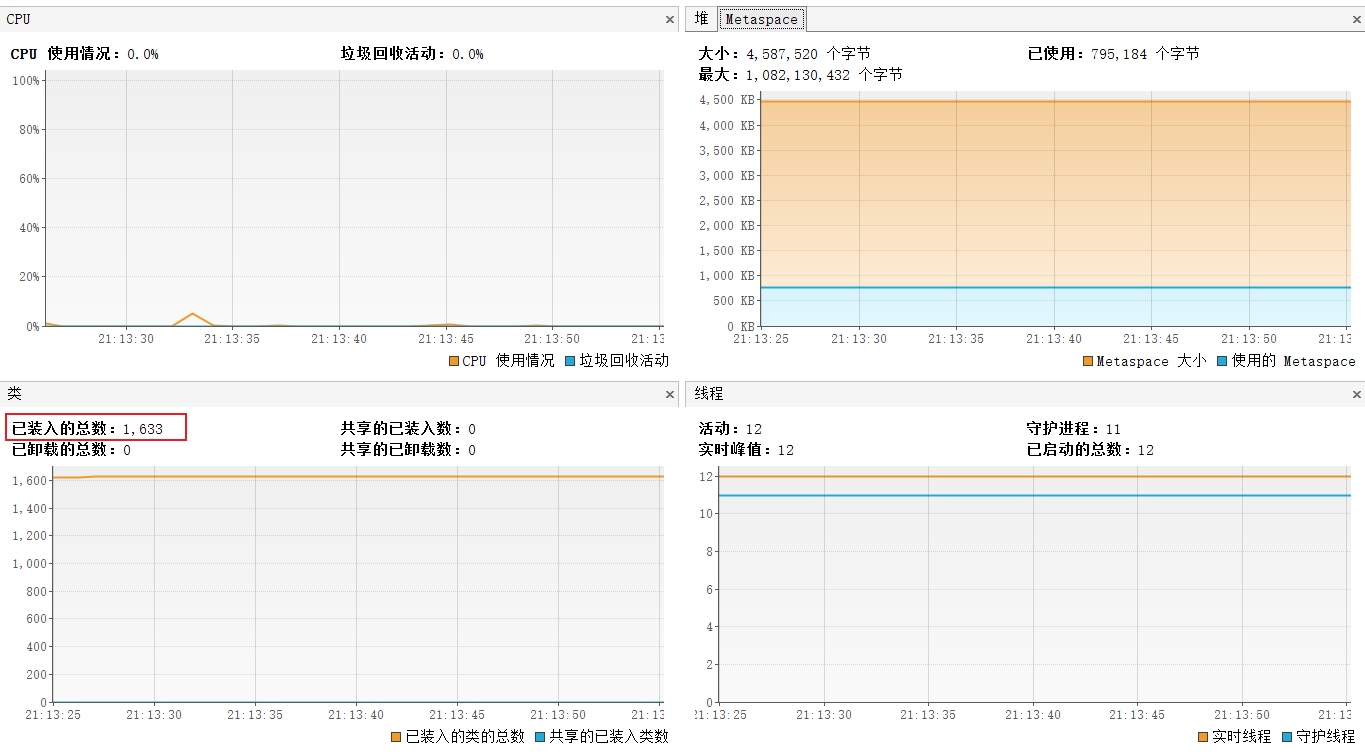 CPU
CPU 使用情况：0.0%
垃圾回收活动：0.0%
100%
80%
60%
40%
20%
0%
21:13:30 21:13:35 21:13:40 21:13:45 21:13:50 21:13
CPU 使用情况 垃圾回收活动
堆 Metaspace
大小：4,587,520 个字节
已使用：795,184 个字节
最大：1,082,130,432 个字节
4,500 KB
4,000 KB
3,500 KB
3,000 KB
2,500 KB
2,000 KB
1,500 KB
1,000 KB
500 KB
0 KB
21:13:25 21:13:30 21:13:35 21:13:40 21:13:45 21:13:50 21:13
Metaspace 大小 使用的 Metaspace
类
已装入的总数：1,633
共享的已装入数：0
已卸载的总数：0
共享的已卸载数：0
1,600
1,400
1,200
1,000
800
600
400
200
0
21:13:25 21:13:30 21:13:35 21:13:40 21:13:45 21:13:50 21:13
已装入的类的总数 共享的已装入类数
线程
活动：12
守护进程：11
实时峰值：12
已启动的总数：12
12
10
8
6
4
2
0
21:13:25 21:13:30 21:13:35 21:13:40 21:13:45 21:13:50 21:13
实时线程 守护线程